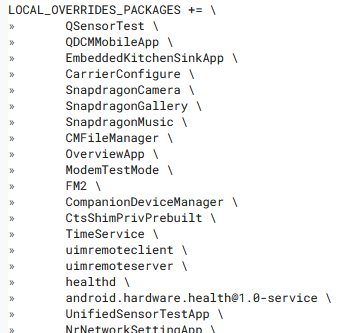 LOCAL_OVERRIDES_PACKAGES += \
» QSensorTest \
» QDCMMobileApp \
» EmbeddedKitchenSinkApp \
» CarrierConfigure \
» SnapdragonCamera \
» SnapdragonGallery \
» SnapdragonMusic \
» CMFileManager \
» OverviewApp \
» ModemTestMode \
» FM2 \
» CompanionDeviceManager \
» CtsShimPrivPrebuilt \
» TimeService \
» uimremoteclient \
» uimremoteserver \
» healthd \
» android.hardware.health@1.0-service \
» UnifiedSensorTestApp \
» NrNetworkSettingApp \